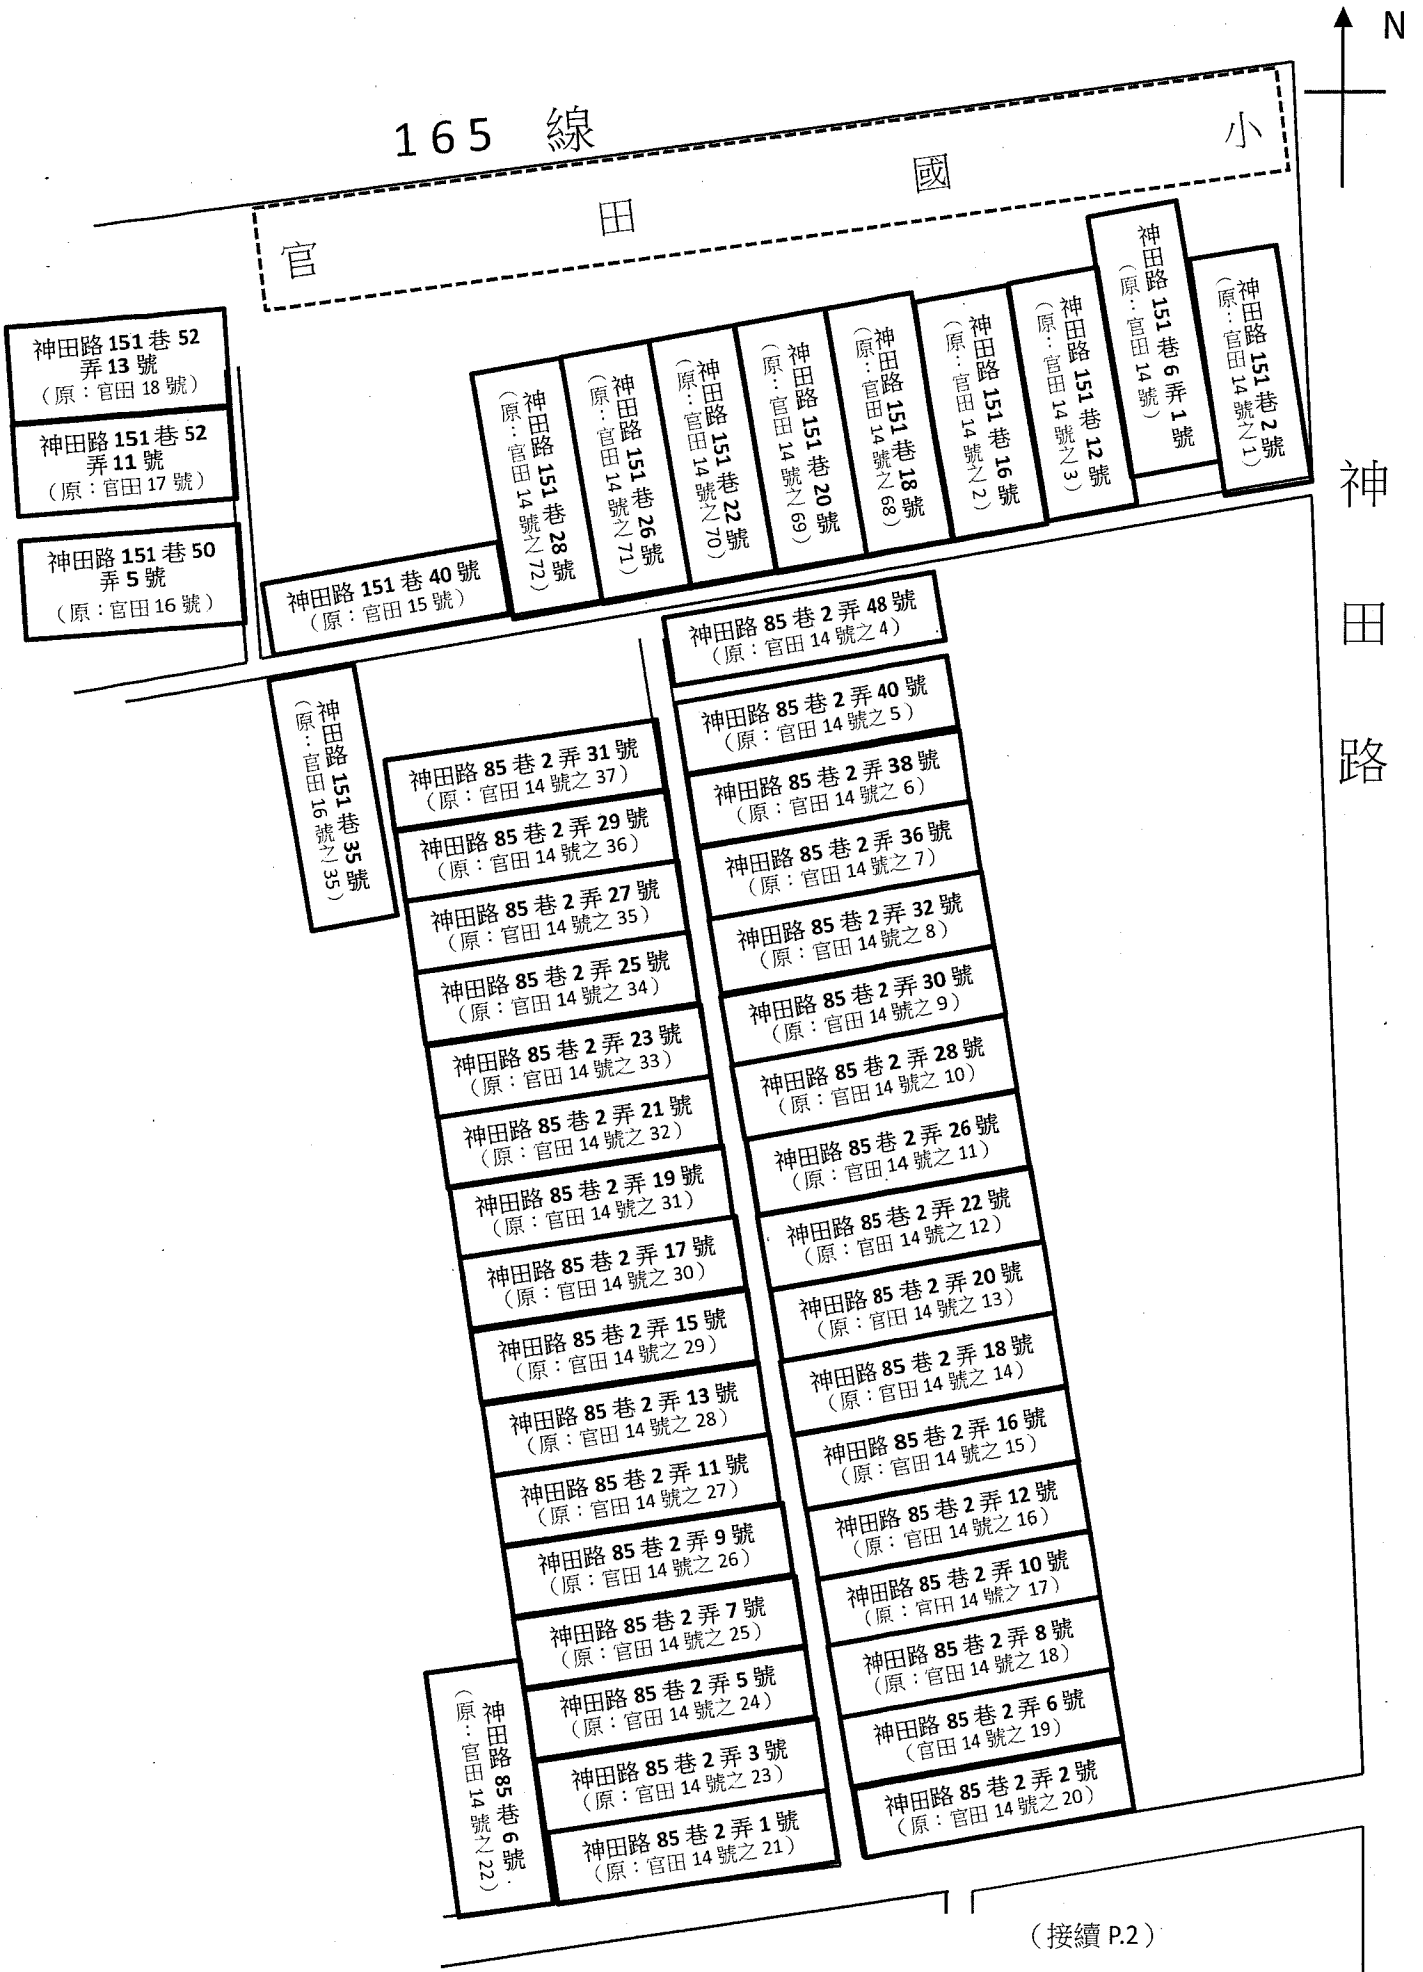 N
165 線
官田國小
神田路
神田路 151 巷 52
弄 13 號
（原：官田 18 號）
神田路 151 巷 52
弄 11 號
（原：官田 17 號）
神田路 151 巷 50
弄 5 號
（原：官田 16 號）
神田路 151 巷 40 號
（原：官田 15 號）
神田路 151 巷 28 號
（原：官田 14 號之 72）
神田路 151 巷 26 號
（原：官田 14 號之 71）
神田路 151 巷 22 號
（原：官田 14 號之 70）
神田路 151 巷 20 號
（原：官田 14 號之 69）
神田路 151 巷 18 號
（原：官田 14 號之 68）
神田路 151 巷 16 號
（原：官田 14 號之 2）
神田路 151 巷 12 號
（原：官田 14 號之 3）
神田路 151 巷 6 弄 1 號
（原：官田 14 號）
神田路 151 巷 2 號
（原：官田 14 號之 1）
神田路 151 巷 35 號
（原：官田 16 號之 35）
神田路 85 巷 2 弄 31 號
（原：官田 14 號之 37）
神田路 85 巷 2 弄 29 號
（原：官田 14 號之 36）
神田路 85 巷 2 弄 27 號
（原：官田 14 號之 35）
神田路 85 巷 2 弄 25 號
（原：官田 14 號之 34）
神田路 85 巷 2 弄 23 號
（原：官田 14 號之 33）
神田路 85 巷 2 弄 21 號
（原：官田 14 號之 32）
神田路 85 巷 2 弄 19 號
（原：官田 14 號之 31）
神田路 85 巷 2 弄 17 號
（原：官田 14 號之 30）
神田路 85 巷 2 弄 15 號
（原：官田 14 號之 29）
神田路 85 巷 2 弄 13 號
（原：官田 14 號之 28）
神田路 85 巷 2 弄 11 號
（原：官田 14 號之 27）
神田路 85 巷 2 弄 9 號
（原：官田 14 號之 26）
神田路 85 巷 2 弄 7 號
（原：官田 14 號之 25）
神田路 85 巷 2 弄 5 號
（原：官田 14 號之 24）
神田路 85 巷 2 弄 3 號
（原：官田 14 號之 23）
神田路 85 巷 2 弄 1 號
（原：官田 14 號之 21）
神田路 85 巷 6 號
（原：官田 14 號之 22）
神田路 85 巷 2 弄 48 號
（原：官田 14 號之 4）
神田路 85 巷 2 弄 40 號
（原：官田 14 號之 5）
神田路 85 巷 2 弄 38 號
（原：官田 14 號之 6）
神田路 85 巷 2 弄 36 號
（原：官田 14 號之 7）
神田路 85 巷 2 弄 32 號
（原：官田 14 號之 8）
神田路 85 巷 2 弄 30 號
（原：官田 14 號之 9）
神田路 85 巷 2 弄 28 號
（原：官田 14 號之 10）
神田路 85 巷 2 弄 26 號
（原：官田 14 號之 11）
神田路 85 巷 2 弄 22 號
（原：官田 14 號之 12）
神田路 85 巷 2 弄 20 號
（原：官田 14 號之 13）
神田路 85 巷 2 弄 18 號
（原：官田 14 號之 14）
神田路 85 巷 2 弄 16 號
（原：官田 14 號之 15）
神田路 85 巷 2 弄 12 號
（原：官田 14 號之 16）
神田路 85 巷 2 弄 10 號
（原：官田 14 號之 17）
神田路 85 巷 2 弄 8 號
（原：官田 14 號之 18）
神田路 85 巷 2 弄 6 號
（官田 14 號之 19）
神田路 85 巷 2 弄 2 號
（原：官田 14 號之 20）
（接續 P.2）